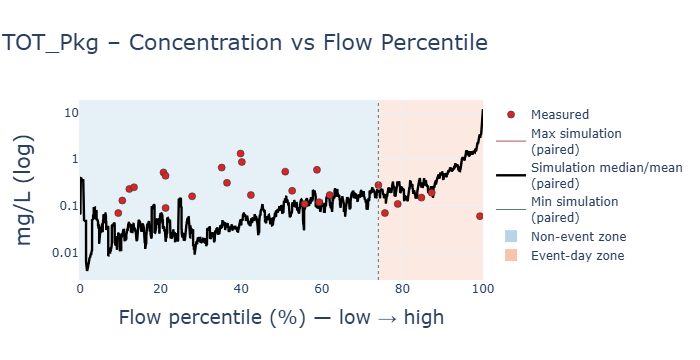 TOT_Pkg – Concentration vs Flow Percentile
mg/L (log)
10
1
0.1
0.01
0
20
40
60
80
100
Flow percentile (%) — low → high
Measured
Max simulation
(paired)
Simulation median/mean
(paired)
Min simulation
(paired)
Non-event zone
Event-day zone